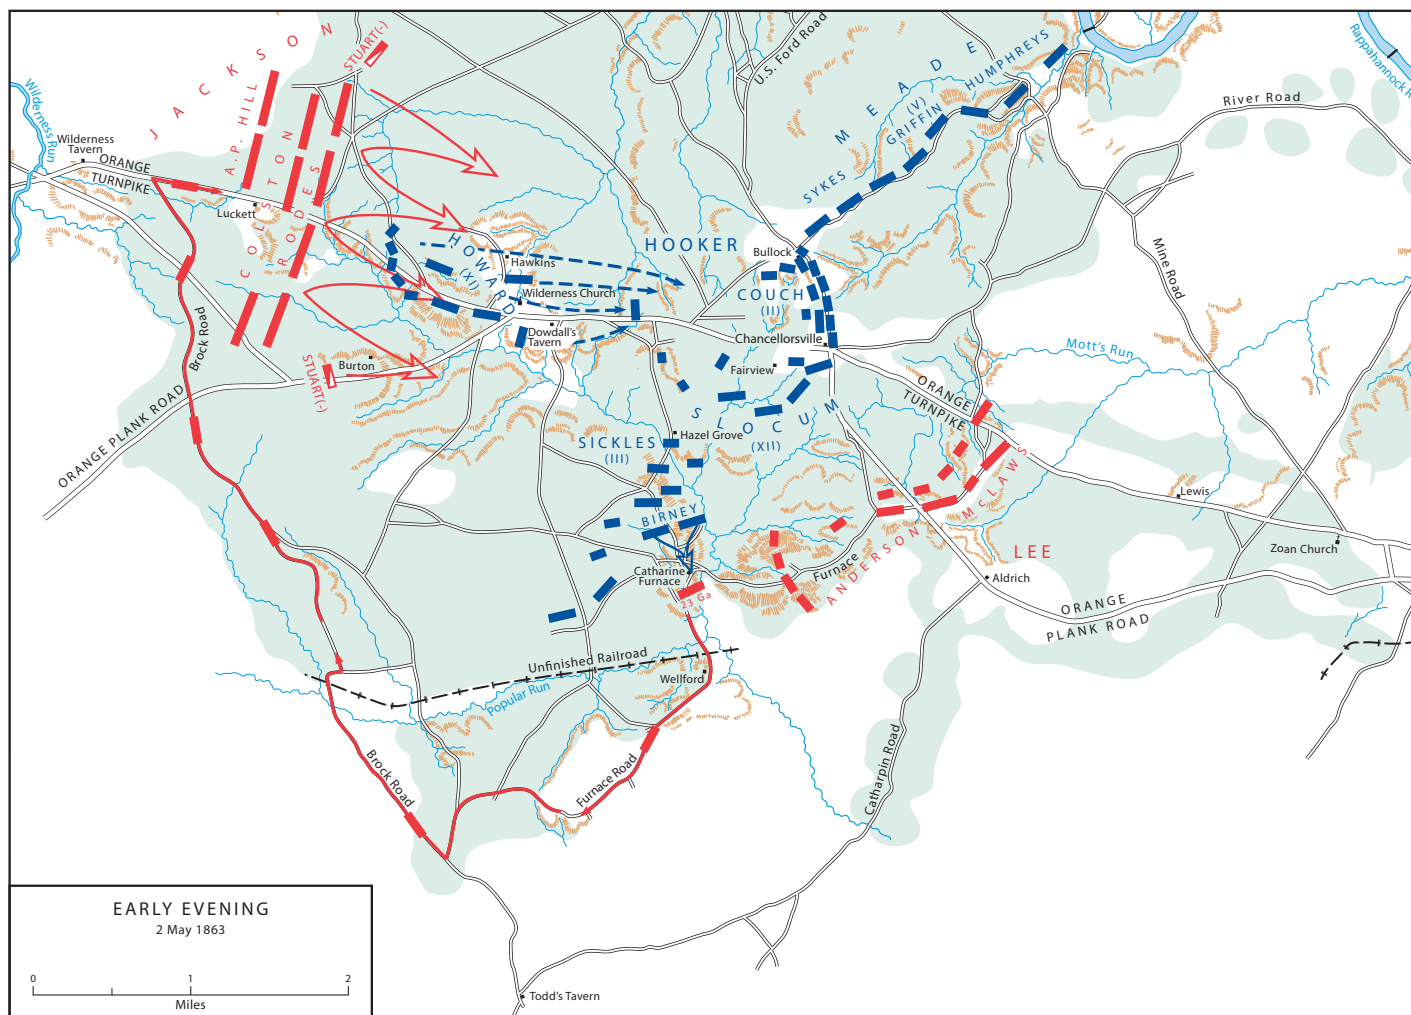 JACKSON
STUART(-)
U.S. Ford Road
MEADE
(V)
HUMPHREYS
GRIFFIN
SYKES
Rappahannock R
River Road
Wilderness Run
Wilderness
Tavern
ORANGE
TURNPIKE
A.P. HILL
COLSTON
RODES
Luckett
HOWARD
(XI)
Hawkins
Wilderness Church
Dowdall's
Tavern
HOOKER
Bullock
COUCH
(II)
Chancellorsville
Fairview
Mine Road
Mott's Run
Brock Road
STUART(-)
Burton
ORANGE PLANK ROAD
ORANGE
TURNPIKE
SLOCUM
(XII)
Hazel Grove
SICKLES
(III)
BIRNEY
McLAWS
Lewis
Zoan Church
LEE
ANDERSON
Furnace
Aldrich
Catharine
Furnace
23 Ga
ORANGE
PLANK ROAD
Unfinished Railroad
Wellford
Popular Run
Brock Road
Furnace Road
Catharpin Road
Todd's Tavern
EARLY EVENING
2 May 1863
0 1 2
Miles